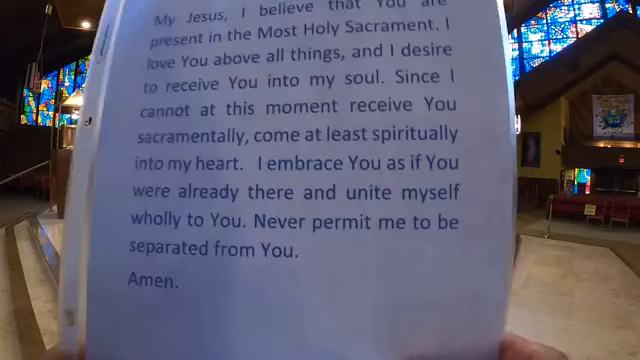 My Jesus, I believe that You are
present in the Most Holy Sacrament. I
love You above all things, and I desire
to receive You into my soul. Since I
cannot at this moment receive You
sacramentally, come at least spiritually
into my heart. I embrace You as if You
were already there and unite myself
wholly to You. Never permit me to be
separated from You.
Amen.